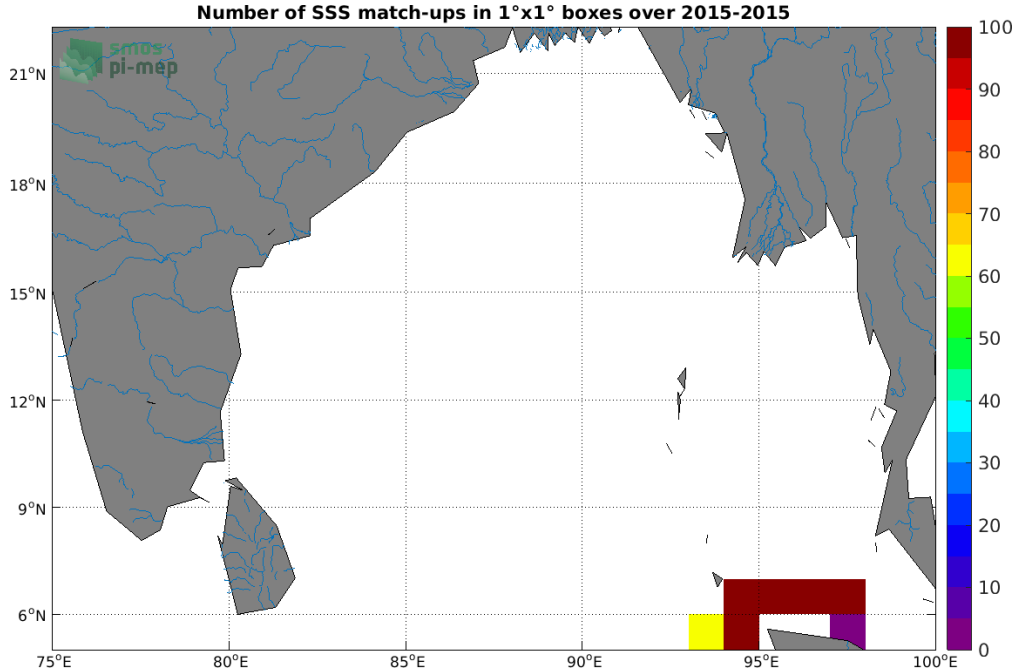 Number of SSS match-ups in 1°x1° boxes over 2015-2015
smos
pi-mep
21°N
18°N
15°N
12°N
9°N
6°N
75°E
80°E
85°E
90°E
95°E
100°E
100
90
80
70
60
50
40
30
20
10
0